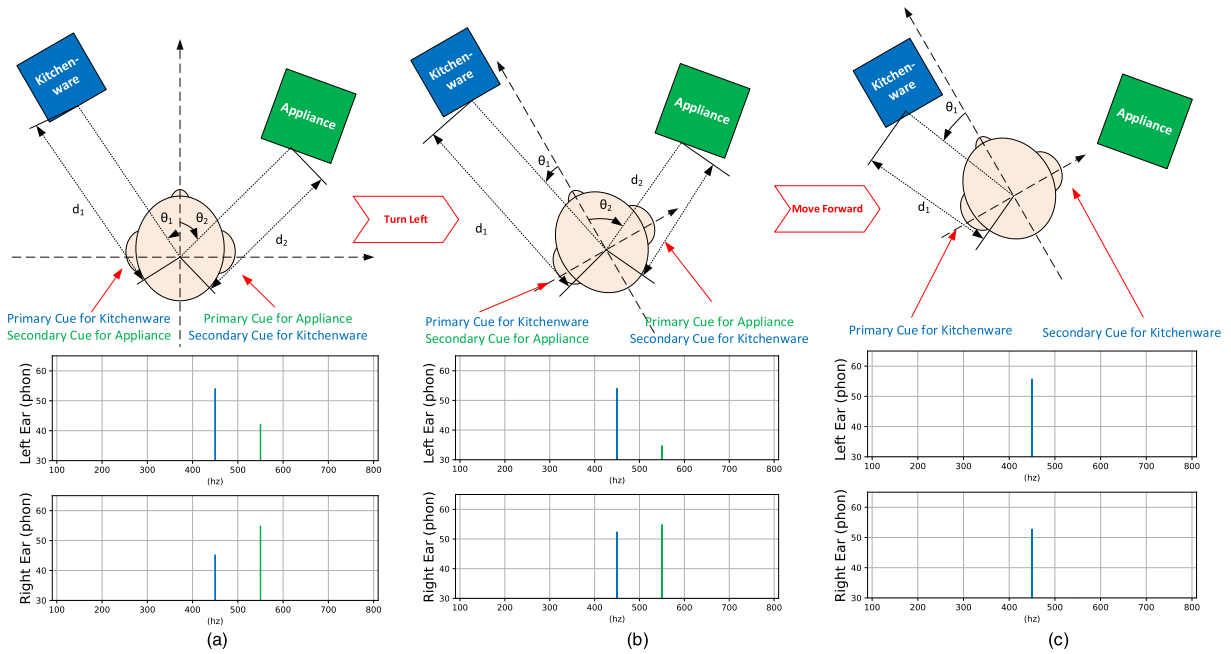 Kitchen-
ware
Appliance
θ1
θ2
d1
d2
Primary Cue for Kitchenware
Secondary Cue for Appliance
Primary Cue for Appliance
Secondary Cue for Kitchenware
Turn Left
Kitchen-
ware
Appliance
θ1
θ2
d1
d2
Primary Cue for Kitchenware
Secondary Cue for Appliance
Primary Cue for Appliance
Secondary Cue for Kitchenware
Move Forward
Kitchen-
ware
Appliance
θ1
d1
Primary Cue for Kitchenware
Secondary Cue for Kitchenware
Left Ear (phon)
60
50
40
30
100 200 300 400 500 600 700 800
(hz)
Right Ear (phon)
60
50
40
30
100 200 300 400 500 600 700 800
(hz)
(a)
Left Ear (phon)
60
50
40
30
100 200 300 400 500 600 700 800
(hz)
Right Ear (phon)
60
50
40
30
100 200 300 400 500 600 700 800
(hz)
(b)
Left Ear (phon)
60
50
40
30
100 200 300 400 500 600 700 800
(hz)
Right Ear (phon)
60
50
40
30
100 200 300 400 500 600 700 800
(hz)
(c)